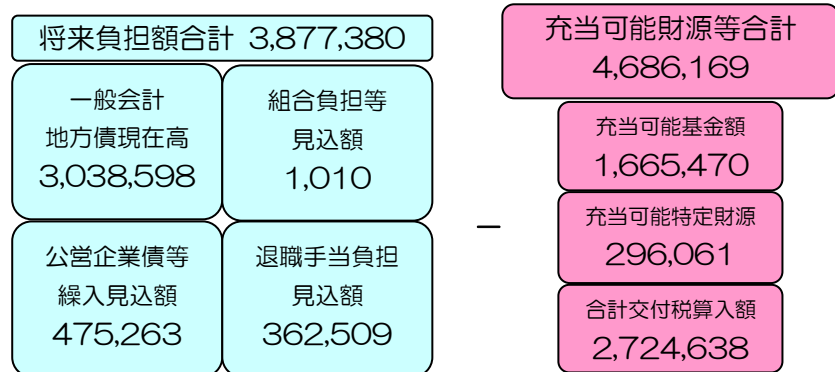 将来負担額合計 3,877,380
一般会計
地方債現在高
3,038,598
組合負担等
見込額
1,010
公営企業債等
繰入見込額
475,263
退職手当負担
見込額
362,509
−
充当可能財源等合計
4,686,169
充当可能基金額
1,665,470
充当可能特定財源
296,061
合計交付税算入額
2,724,638